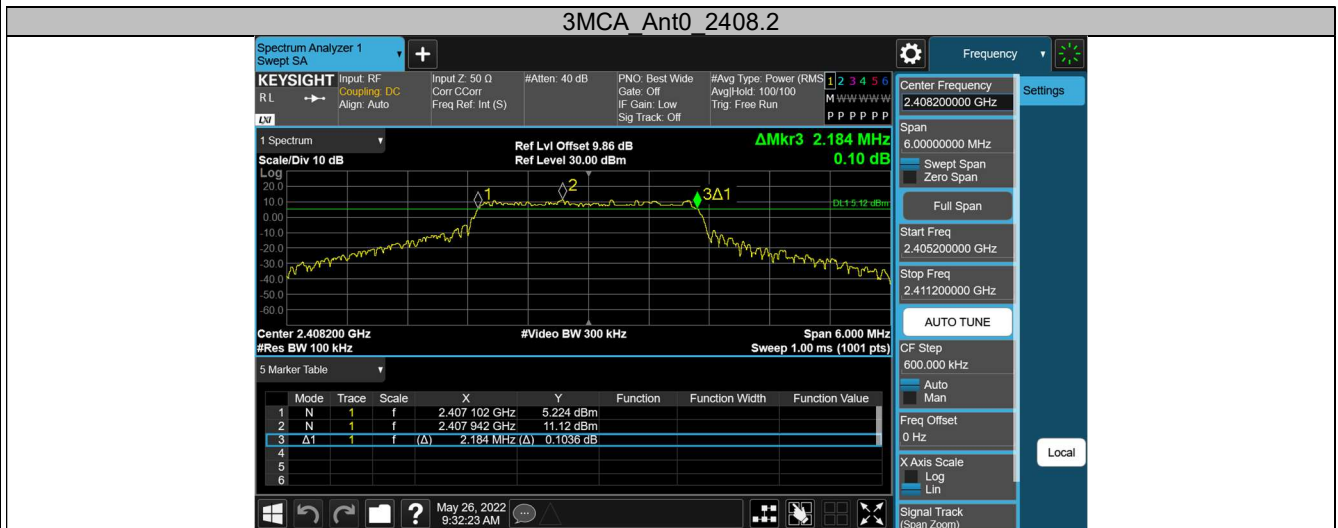 3MCA_Ant0_2408.2
Spectrum Analyzer 1
Swept SA
+
Frequency
KEYSIGHT
RL
LXI
Input: RF
Coupling: DC
Align: Auto
Input Z: 50 Ω
Corr CCorr
Freq Ref: Int (S)
#Atten: 40 dB
PNO: Best Wide
Gate: Off
IF Gain: Low
Sig Track: Off
#Avg Type: Power (RMS
Avg|Hold: 100/100
Trig: Free Run
1 2 3 4 5 6
M W W W W W
P P P P P P
1 Spectrum
Scale/Div 10 dB
Ref Lvl Offset 9.86 dB
Ref Level 30.00 dBm
ΔMkr3 2.184 MHz
0.10 dB
Log
20.0
10.0
0.00
-10.0
-20.0
-30.0
-40.0
-50.0
-60.0
1
2
3Δ1
DL1 5.12 dBm
Center 2.408200 GHz
#Video BW 300 kHz
Span 6.000 MHz
#Res BW 100 kHz
Sweep 1.00 ms (1001 pts)
5 Marker Table
Mode Trace Scale X Y Function Function Width Function Value
1 N 1 f 2.407 102 GHz 5.224 dBm
2 N 1 f 2.407 942 GHz 11.12 dBm
3 Δ1 1 f (Δ) 2.184 MHz (Δ) 0.1036 dB
4
5
6
?
May 26, 2022
9:32:23 AM
Center Frequency
2.408200000 GHz
Settings
Span
6.00000000 MHz
Swept Span
Zero Span
Full Span
Start Freq
2.405200000 GHz
Stop Freq
2.411200000 GHz
AUTO TUNE
CF Step
600.000 kHz
Auto
Man
Freq Offset
0 Hz
X Axis Scale
Log
Lin
Signal Track
(Span Zoom)
Local